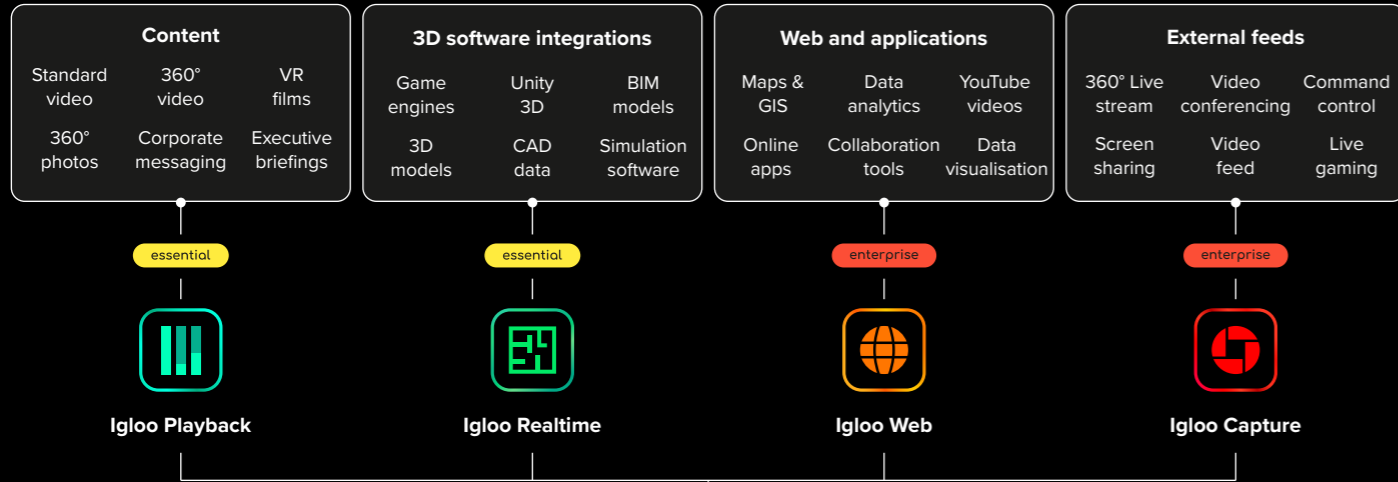 Content
Standard
video
360°
video
VR
films
360°
photos
Corporate
messaging
Executive
briefings
3D software integrations
Game
engines
Unity
3D
BIM
models
3D
models
CAD
data
Simulation
software
Web and applications
Maps &
GIS
Data
analytics
YouTube
videos
Online
apps
Collaboration
tools
Data
visualisation
External feeds
360° Live
stream
Video
conferencing
Command
control
Screen
sharing
Video
feed
Live
gaming
essential
essential
enterprise
enterprise
Igloo Playback
Igloo Realtime
Igloo Web
Igloo Capture